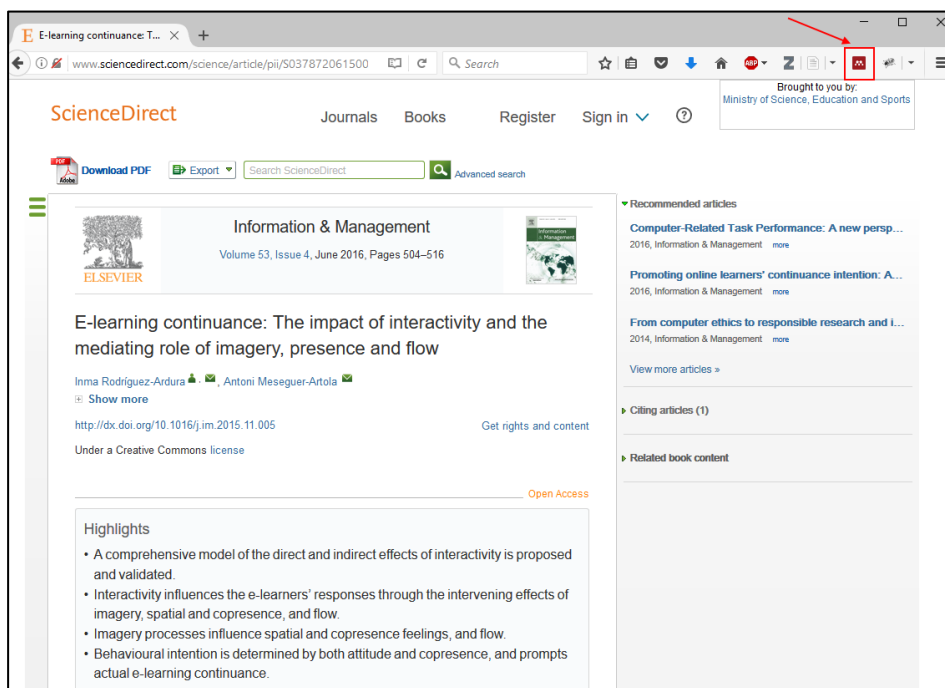 E E-learning continuance: T...
www.sciencedirect.com/science/article/pii/S037872061500
Search
ABP
Z
Brought to you by:
Ministry of Science, Education and Sports
ScienceDirect
Journals Books Register Sign in ?
PDF
Adobe
Download PDF
Export
Search ScienceDirect
Advanced search
ELSEVIER
Information & Management
Volume 53, Issue 4, June 2016, Pages 504–516
E-learning continuance: The impact of interactivity and the
mediating role of imagery, presence and flow
Inma Rodríguez-Ardura , Antoni Meseguer-Artola
Show more
http://dx.doi.org/10.1016/j.im.2015.11.005
Get rights and content
Under a Creative Commons license
Open Access
Highlights
• A comprehensive model of the direct and indirect effects of interactivity is proposed
and validated.
• Interactivity influences the e-learners' responses through the intervening effects of
imagery, spatial and copresence, and flow.
• Imagery processes influence spatial and copresence feelings, and flow.
• Behavioural intention is determined by both attitude and copresence, and prompts
actual e-learning continuance.
Recommended articles
Computer-Related Task Performance: A new persp...
2016, Information & Management more
Promoting online learners' continuance intention: A...
2016, Information & Management more
From computer ethics to responsible research and i...
2014, Information & Management more
View more articles »
Citing articles (1)
Related book content